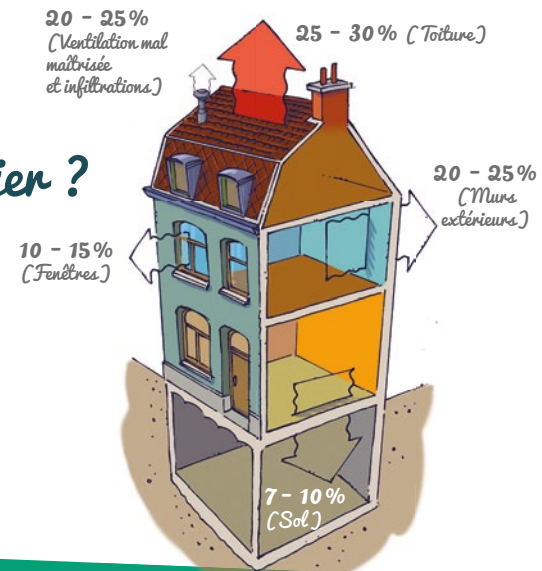 20 - 25%
(Ventilation mal
maîtrisée
et infiltrations)
25 - 30% (Toiture)
ier ?
20 - 25%
(Murs
extérieurs)
10 - 15%
(Fenêtres)
7 - 10%
(Sol)